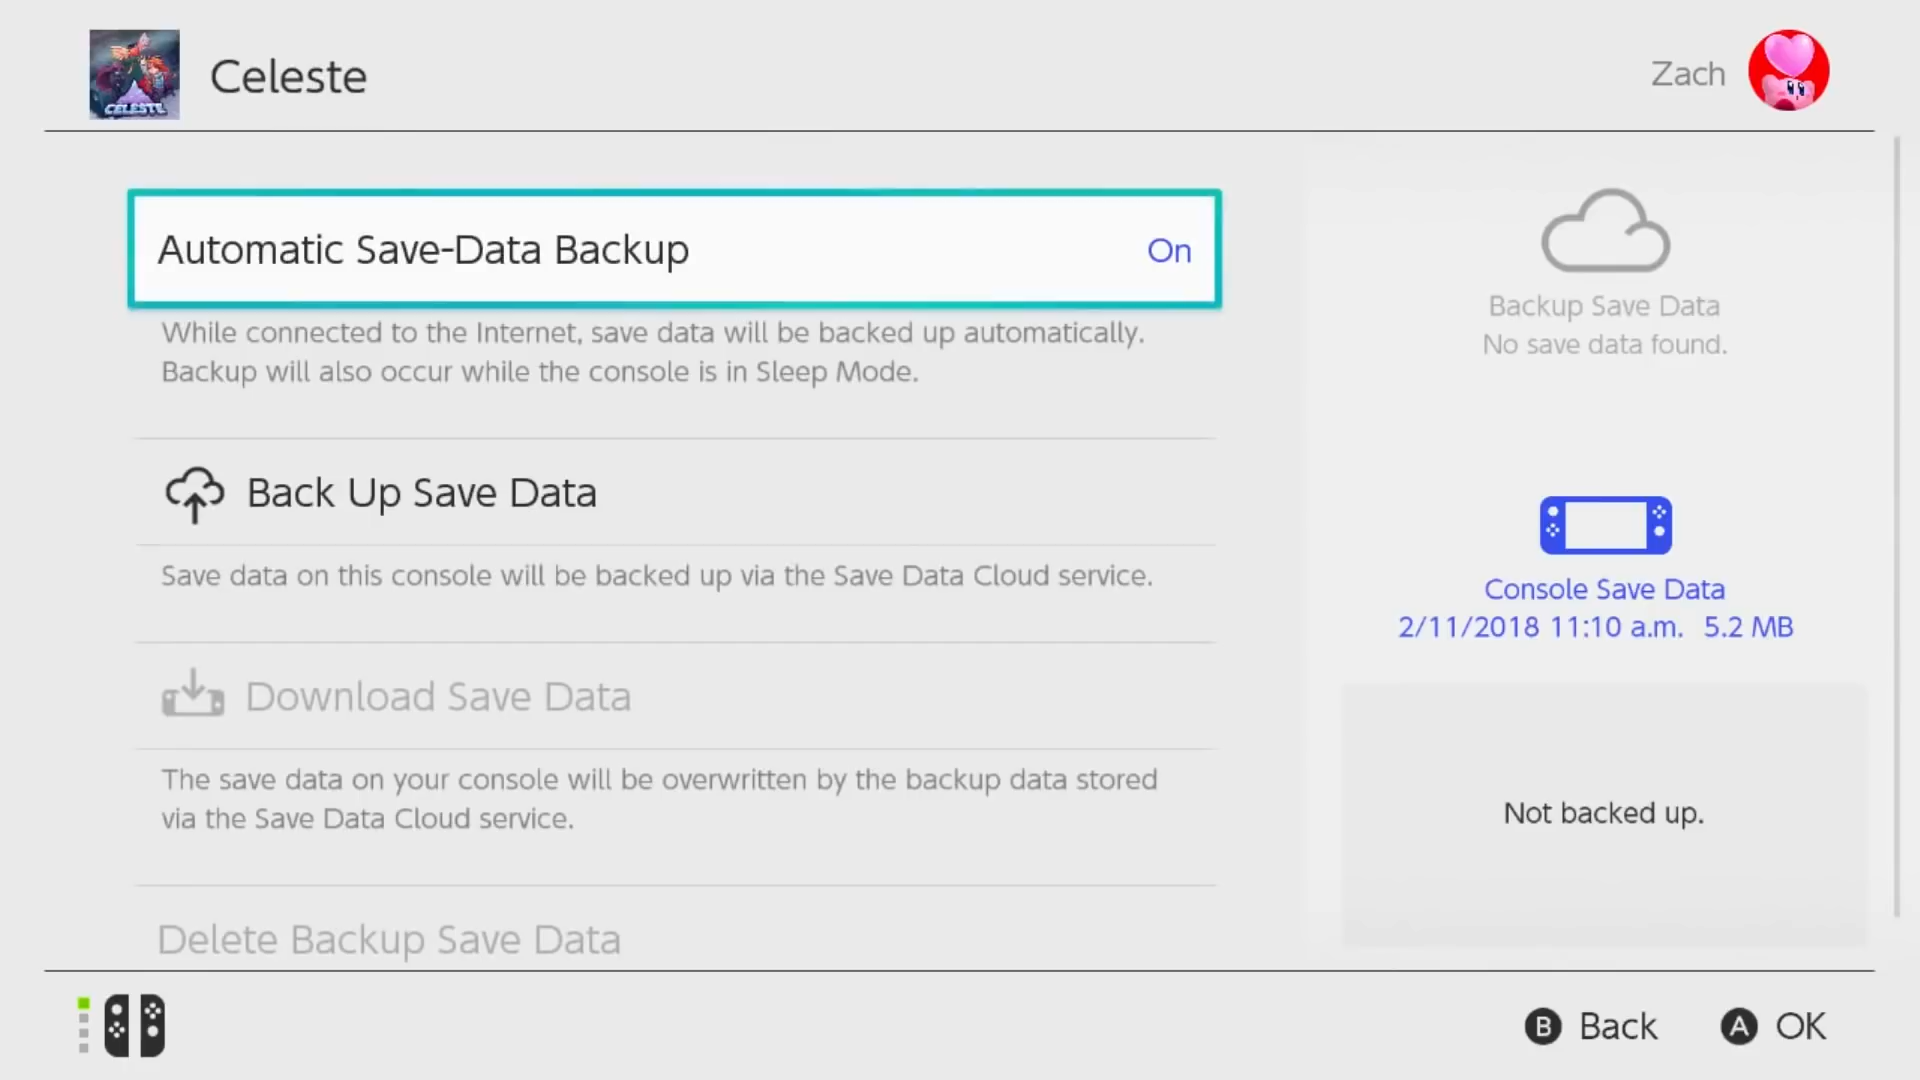 CELESTE
Celeste
Zach
Automatic Save-Data Backup
On
While connected to the Internet, save data will be backed up automatically.
Backup will also occur while the console is in Sleep Mode.
Back Up Save Data
Save data on this console will be backed up via the Save Data Cloud service.
Download Save Data
The save data on your console will be overwritten by the backup data stored
via the Save Data Cloud service.
Delete Backup Save Data
Backup Save Data
No save data found.
Console Save Data
2/11/2018 11:10 a.m. 5.2 MB
Not backed up.
B Back
A OK